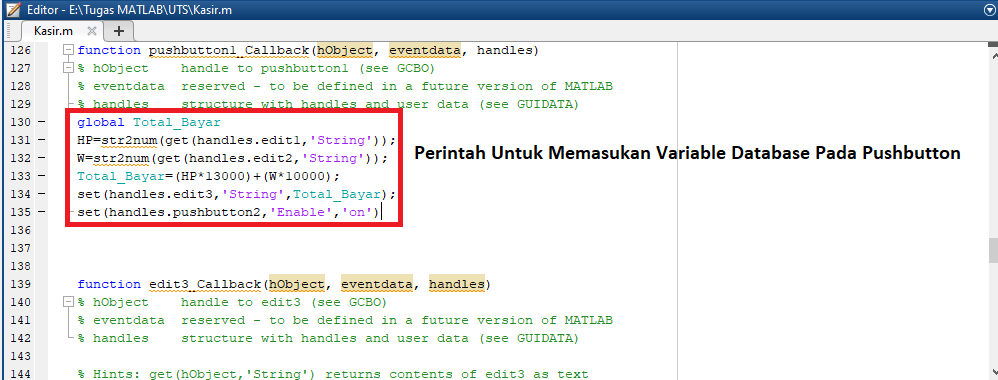 Editor - E:\Tugas MATLAB\UTS\Kasir.m
Kasir.m
126 function pushbutton1_Callback(hObject, eventdata, handles)
127 % hObject    handle to pushbutton1 (see GCBO)
128 % eventdata  reserved - to be defined in a future version of MATLAB
129 % handles    structure with handles and user data (see GUIDATA)
130 - global Total_Bayar
131 - HP=str2num(get(handles.edit1,'String'));
132 - W=str2num(get(handles.edit2,'String'));
133 - Total_Bayar=(HP*13000)+(W*10000);
134 - set(handles.edit3,'String',Total_Bayar);
135 - set(handles.pushbutton2,'Enable','on')
Perintah Untuk Memasukan Variable Database Pada Pushbutton
136
137
138
139 function edit3_Callback(hObject, eventdata, handles)
140 % hObject    handle to edit3 (see GCBO)
141 % eventdata  reserved - to be defined in a future version of MATLAB
142 % handles    structure with handles and user data (see GUIDATA)
143
144 % Hints: get(hObject,'String') returns contents of edit3 as text